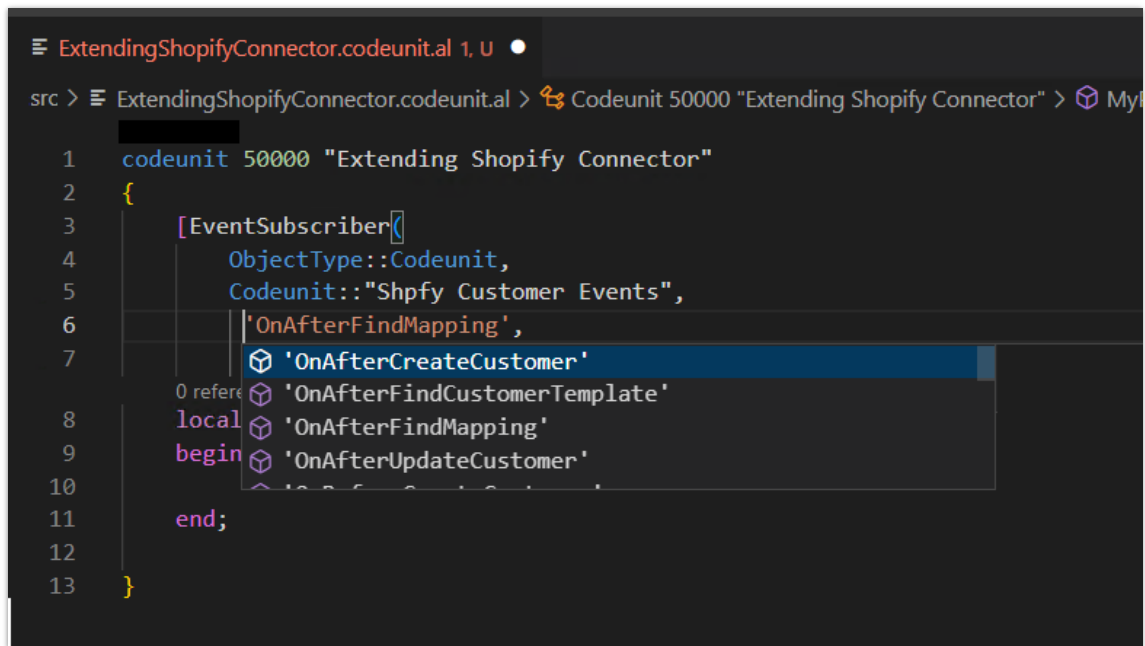 ExtendingShopifyConnector.codeunit.al 1, U
src > ExtendingShopifyConnector.codeunit.al > Codeunit 50000 "Extending Shopify Connector" >
1 codeunit 50000 "Extending Shopify Connector"
2 {
3 [EventSubscriber(
4 ObjectType::Codeunit,
5 Codeunit::"Shpfy Customer Events",
6 'OnAfterFindMapping',
7 'OnAfterCreateCustomer'
0 'OnAfterFindCustomerTemplate'
8 local 'OnAfterFindMapping'
9 begin 'OnAfterUpdateCustomer'
10
11 end;
12
13 }